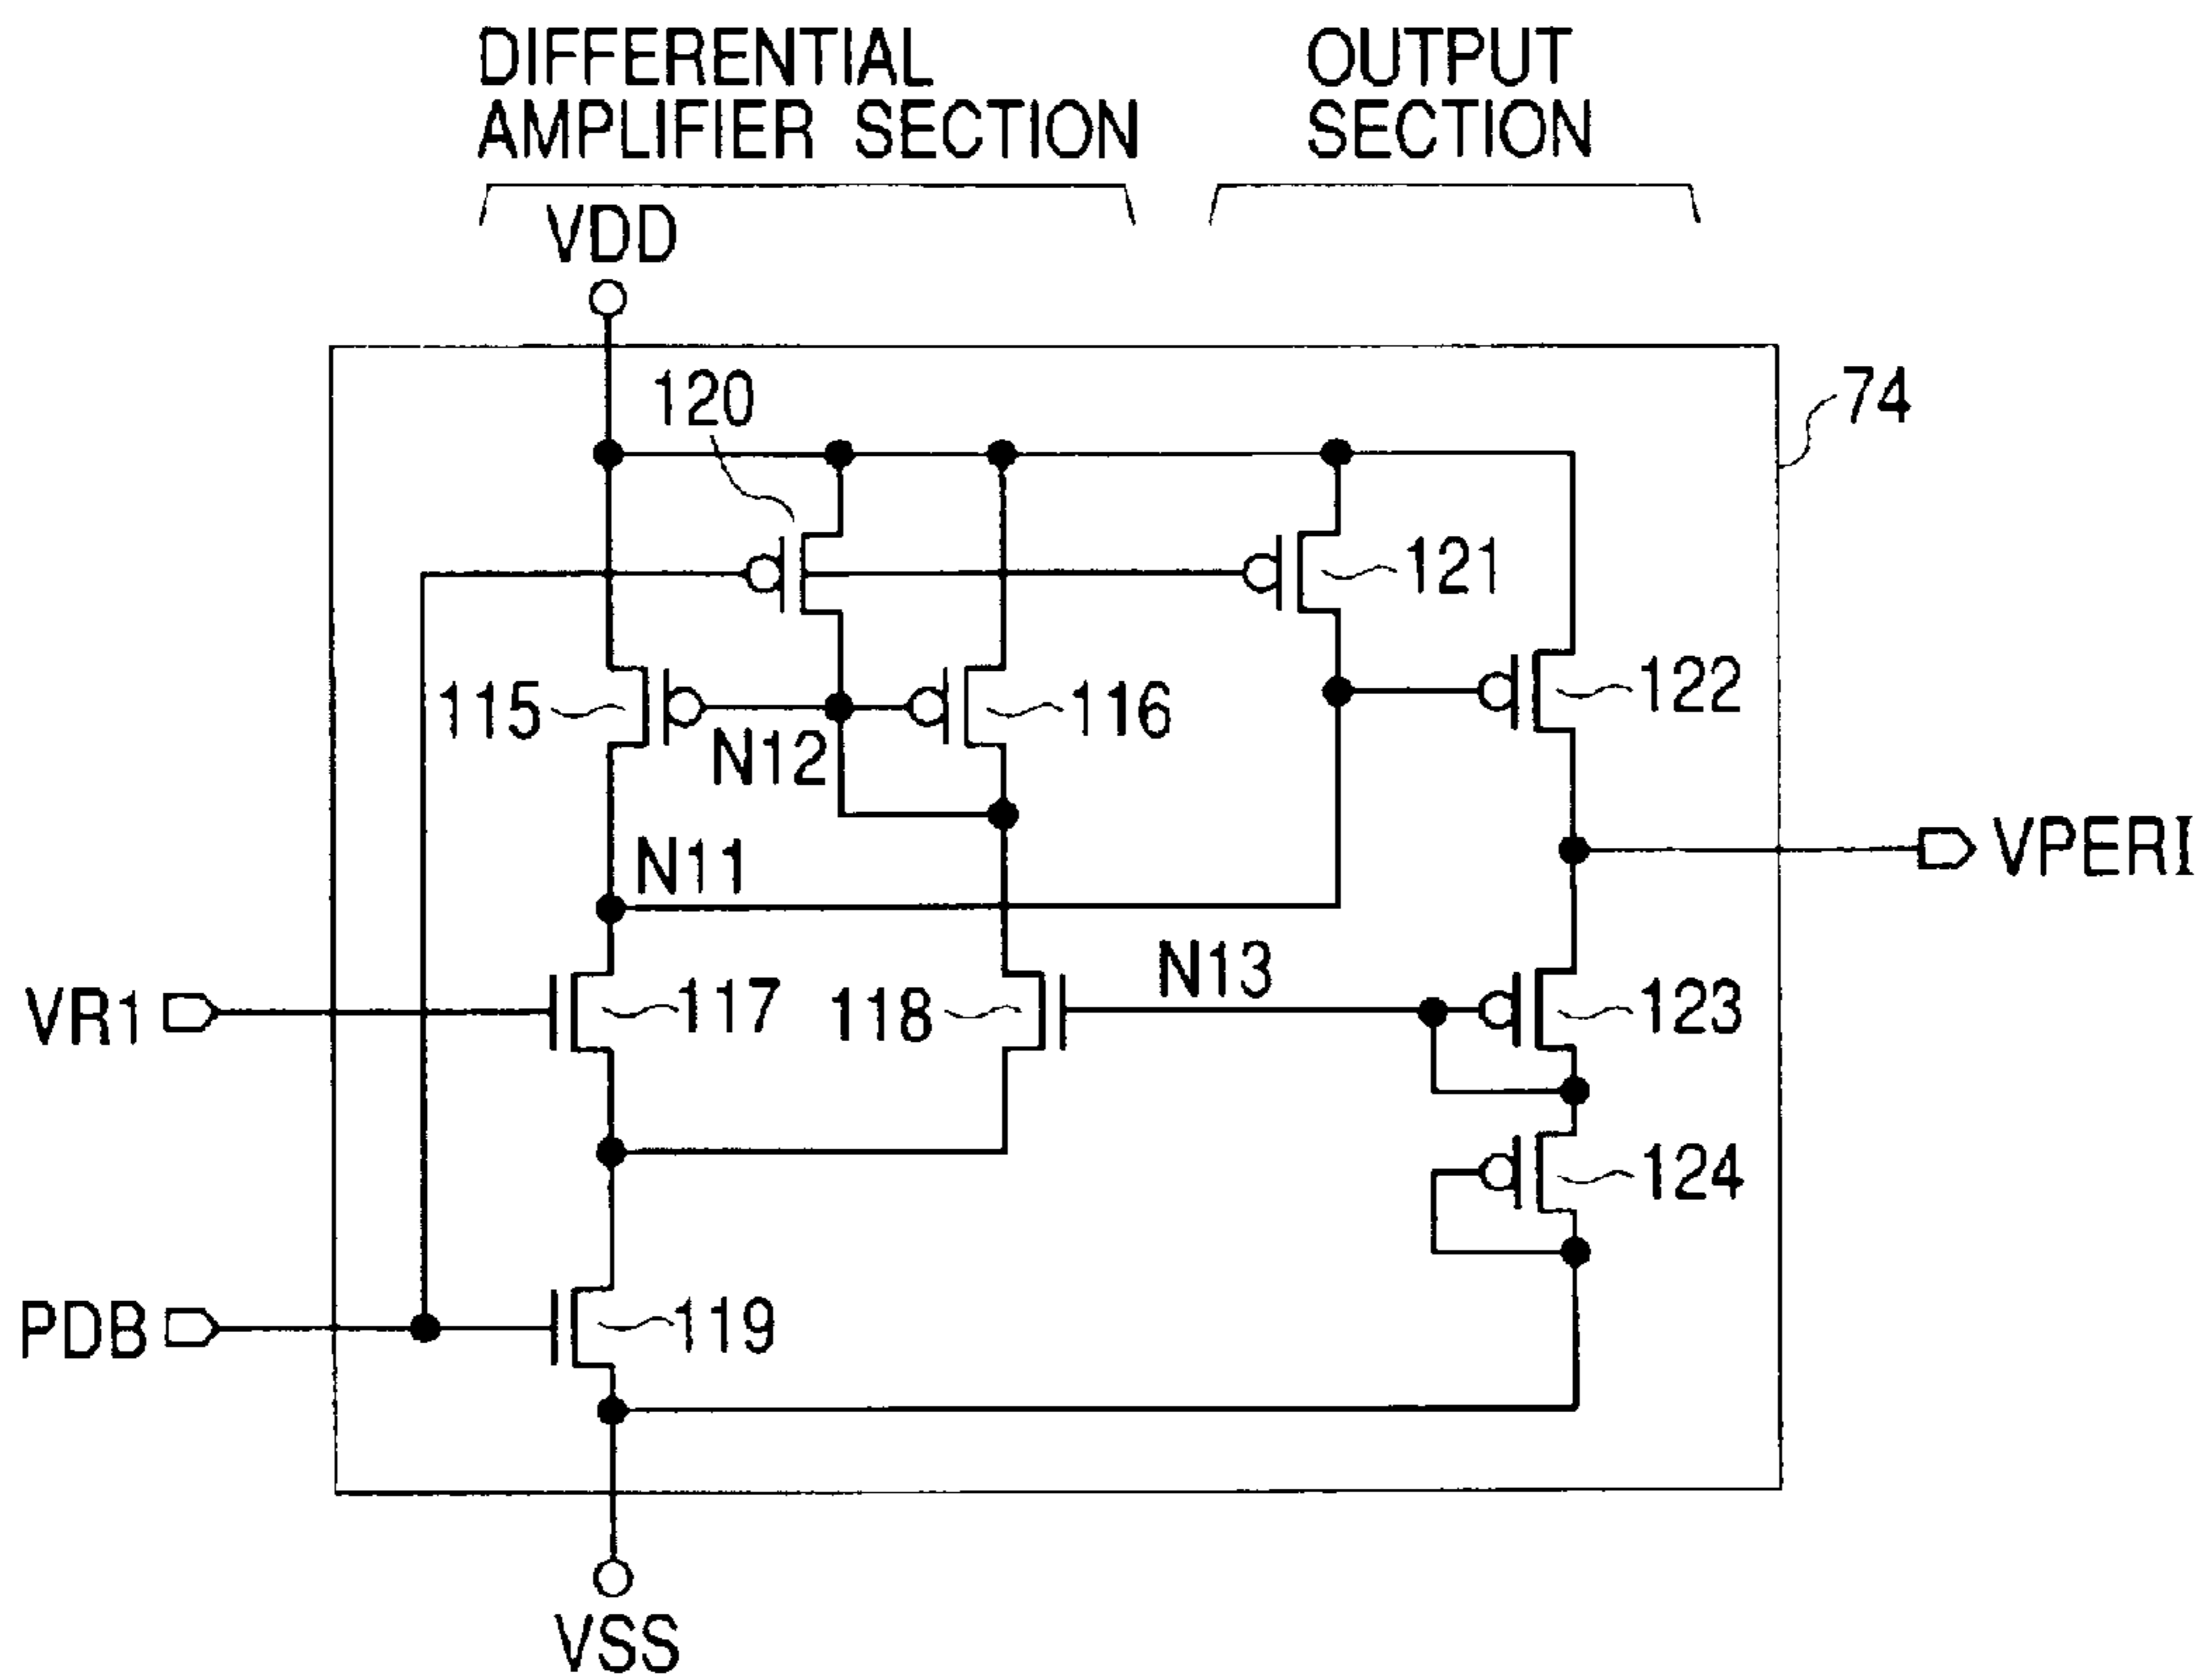 DIFFERENTIAL
AMPLIFIER SECTION
OUTPUT
SECTION
VDD
74
120
121
115
N12
116
122
N11
VPERI
VR1
117
118
N13
123
124
PDB
119
VSS